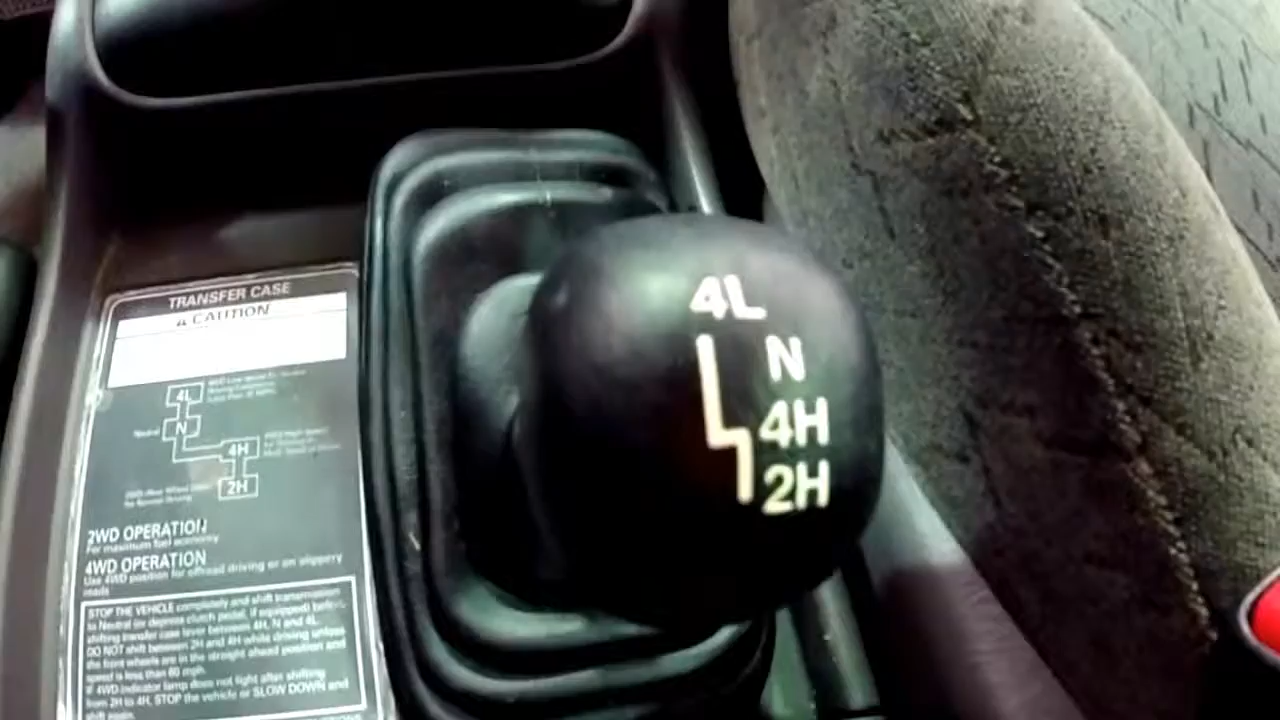 TRANSFER CASE
CAUTION
4L
Neutral
N
4H
2H
2WD OPERATION
For maximum fuel economy
4WD OPERATION
Use 4WD position for offroad driving or on slippery
roads
STOP THE VEHICLE completely and shift transmission
to Neutral (or depress clutch pedal, if equipped) before
shifting transfer case lever between 4H, N and 4L.
DO NOT shift between 2H and 4H while driving unless
the front wheels are in the straight ahead position and
speed is less than 60 mph.
If 4WD indicator lamp does not light after shifting
from 2H to 4H, STOP the vehicle or SLOW DOWN and
shift again.
4L
N
4H
2H